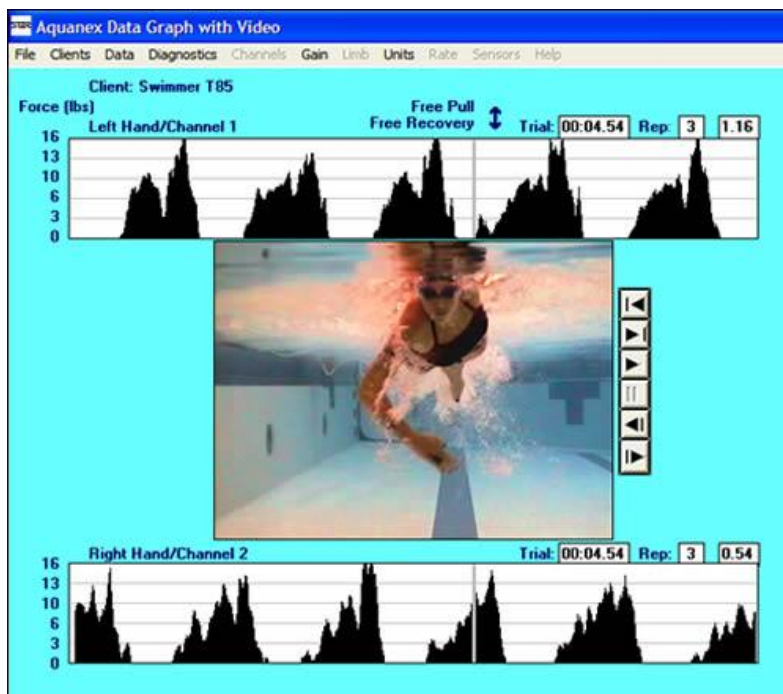 Aquanex Data Graph with Video
File Clients Data Diagnostics Channels Gain Limb Units Rate Sensors Help
Client: Swimmer T85
Force (lbs)
Free Pull
Left Hand/Channel 1 Free Recovery Trial: 00:04.54 Rep: 3 1.16
16
13
10
6
3
0
Right Hand/Channel 2 Trial: 00:04.54 Rep: 3 0.54
16
13
10
6
3
0